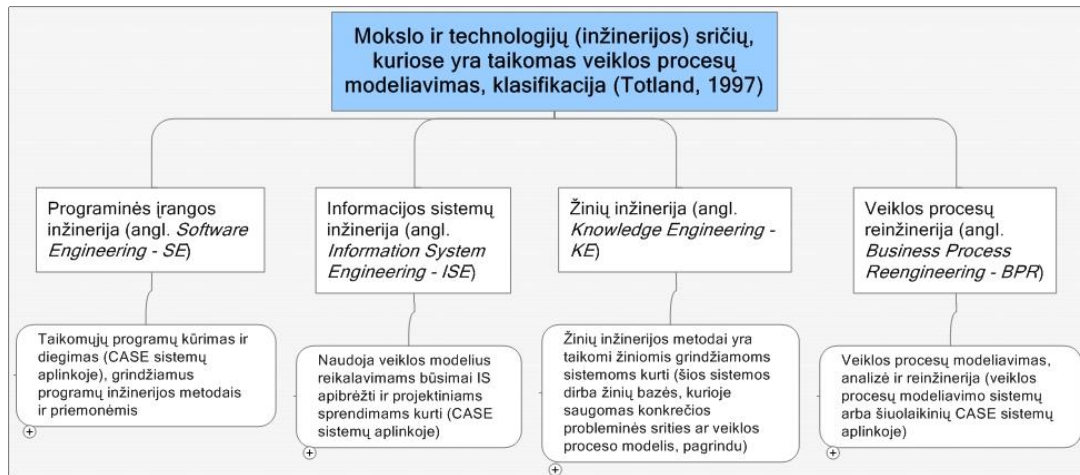 Mokslo ir technologijų (inžinerijos) sričių,
kuriose yra taikomas veiklos procesų
modeliavimas, klasifikacija (Totland, 1997)
Programinės įrangos
inžinerija (angl. Software
Engineering - SE)
Informacijos sistemų
inžinerija (angl.
Information System
Engineering - ISE)
Žinių inžinerija (angl.
Knowledge Engineering -
KE)
Veiklos procesų
reinžinerija (angl.
Business Process
Reengineering - BPR)
Taikomųjų programų kūrimas ir
diegimas (CASE sistemų
aplinkoje), grindžiamus
programų inžinerijos metodais
ir priemonėmis
Naudoja veiklos modelius
reikalavimams būsimai IS
apibrėžti ir projektiniams
sprendimams kurti (CASE
sistemų aplinkoje)
Žinių inžinerijos metodai yra
taikomi žiniomis grindžiamoms
sistemoms kurti (šios sistemos
dirba žinių bazės, kurioje
saugomas konkrečios
probleminės srities ar veiklos
proceso modelis, pagrindu)
Veiklos procesų modeliavimas,
analizė ir reinžinerija (veiklos
procesų modeliavimo sistemų
arba šiuolaikinių CASE sistemų
aplinkoje)